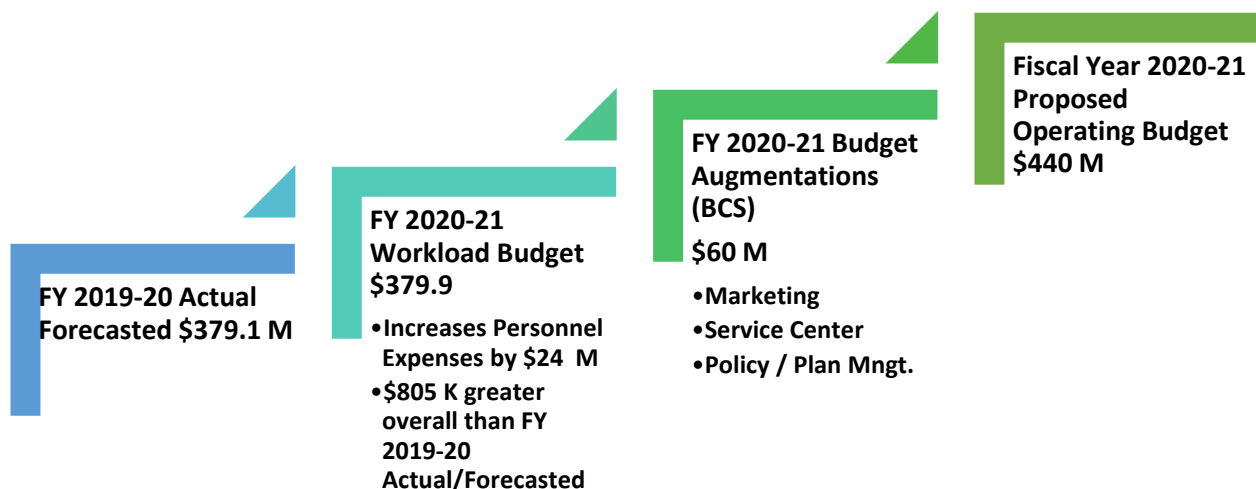 FY 2019-20 Actual
Forecasted $379.1 M
FY 2020-21
Workload Budget
$379.9
•Increases Personnel
Expenses by $24  M
•$805 K greater
overall than FY
2019-20
Actual/Forecasted
FY 2020-21 Budget
Augmentations
(BCS)
$60 M
•Marketing
•Service Center
•Policy / Plan Mngt.
Fiscal Year 2020-21
Proposed
Operating Budget
$440 M